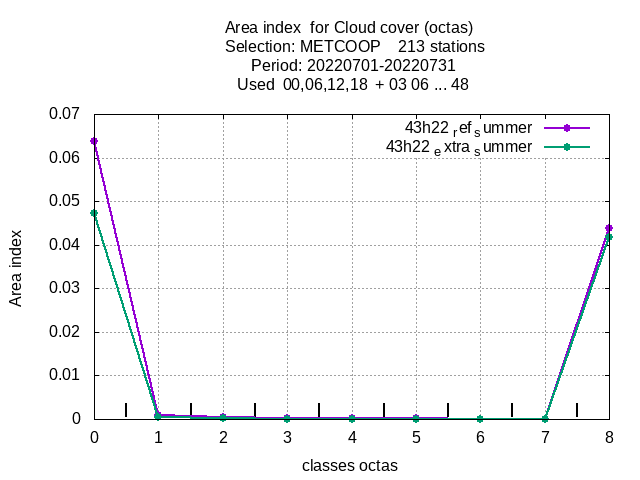 Area index  for Cloud cover (octas)
Selection: METCOOP    213 stations
Period: 20220701-20220731
Used  00,06,12,18  + 03 06 ... 48
0.07
43h22 ref summer
43h22 extra summer
0.06
0.05
0.04
0.03
0.02
0.01
0
Area index
0 1 2 3 4 5 6 7 8
classes octas